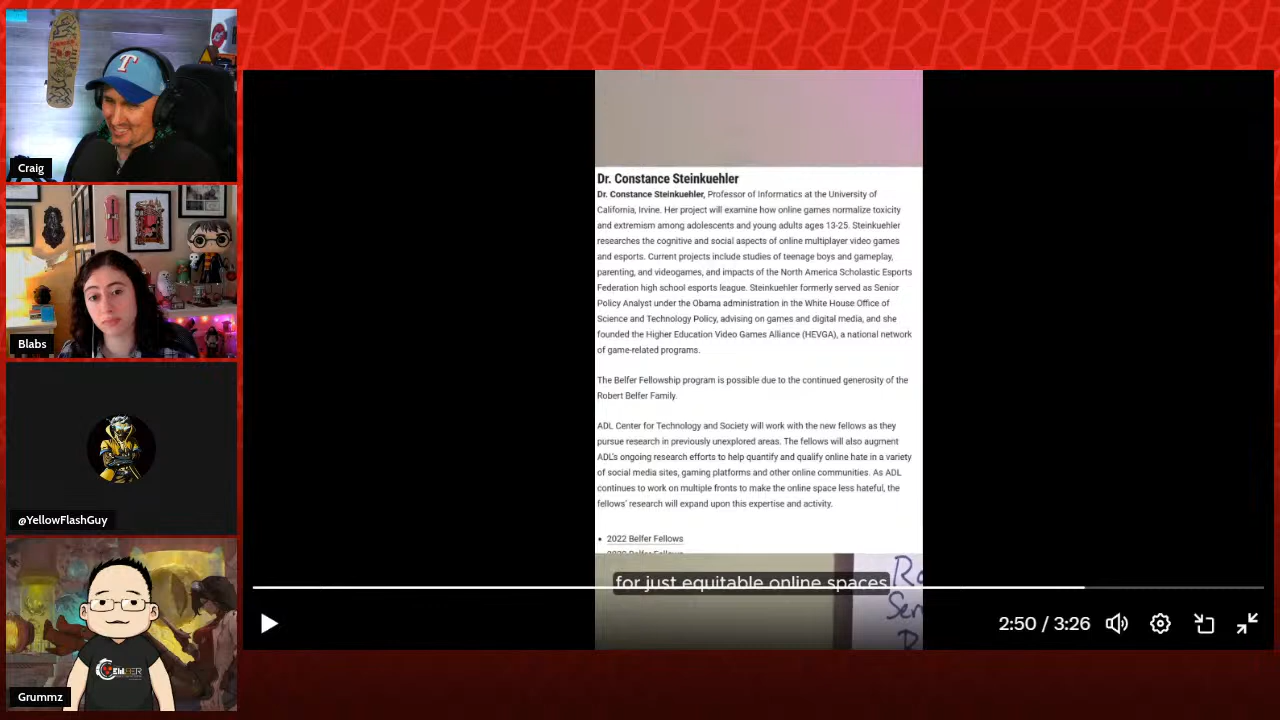 Craig
Blabs
@YellowFlashGuy
Grummz
Dr. Constance Steinkuehler
Dr. Constance Steinkuehler, Professor of Informatics at the University of
California, Irvine. Her project will examine how online games normalize toxicity
and extremism among adolescents and young adults ages 13-25. Steinkuehler
researches the cognitive and social aspects of online multiplayer video games
and esports. Current projects include studies of teenage boys and gameplay,
parenting, and videogames, and impacts of the North America Scholastic Esports
Federation high school esports league. Steinkuehler formerly served as Senior
Policy Analyst under the Obama administration in the White House Office of
Science and Technology Policy, advising on games and digital media, and she
founded the Higher Education Video Games Alliance (HEVGA), a national network
of game-related programs.
The Belfer Fellowship program is possible due to the continued generosity of the
Robert Belfer Family.
ADL Center for Technology and Society will work with the new fellows as they
pursue research in previously unexplored areas. The fellows will also augment
ADL's ongoing research efforts to help quantify and qualify online hate in a variety
of social media sites, gaming platforms and other online communities. As ADL
continues to work on multiple fronts to make the online space less hateful, the
fellows' research will expand upon this expertise and activity.
• 2022 Belfer Fellows
for just equitable online spaces
2:50 / 3:26